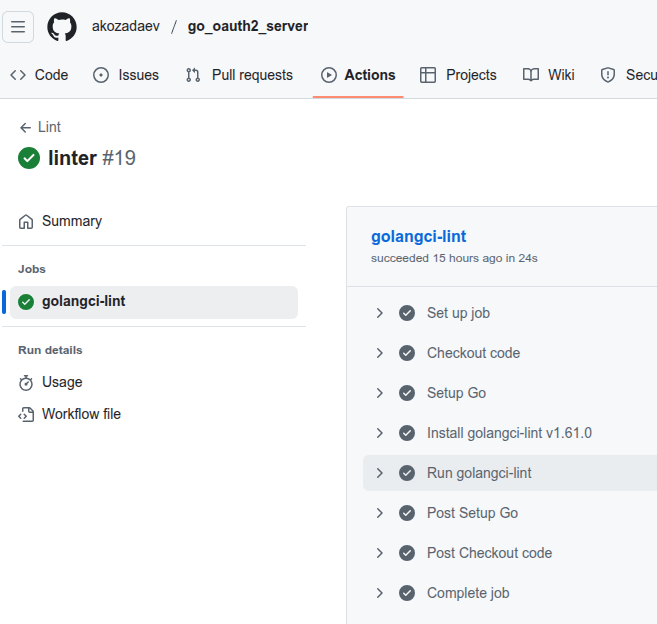 akozadaev / go_oauth2_server
Code Issues Pull requests Actions Projects Wiki Secu
Lint
linter #19
Summary
Jobs
golangci-lint
Run details
Usage
Workflow file
golangci-lint
succeeded 15 hours ago in 24s
Set up job
Checkout code
Setup Go
Install golangci-lint v1.61.0
Run golangci-lint
Post Setup Go
Post Checkout code
Complete job